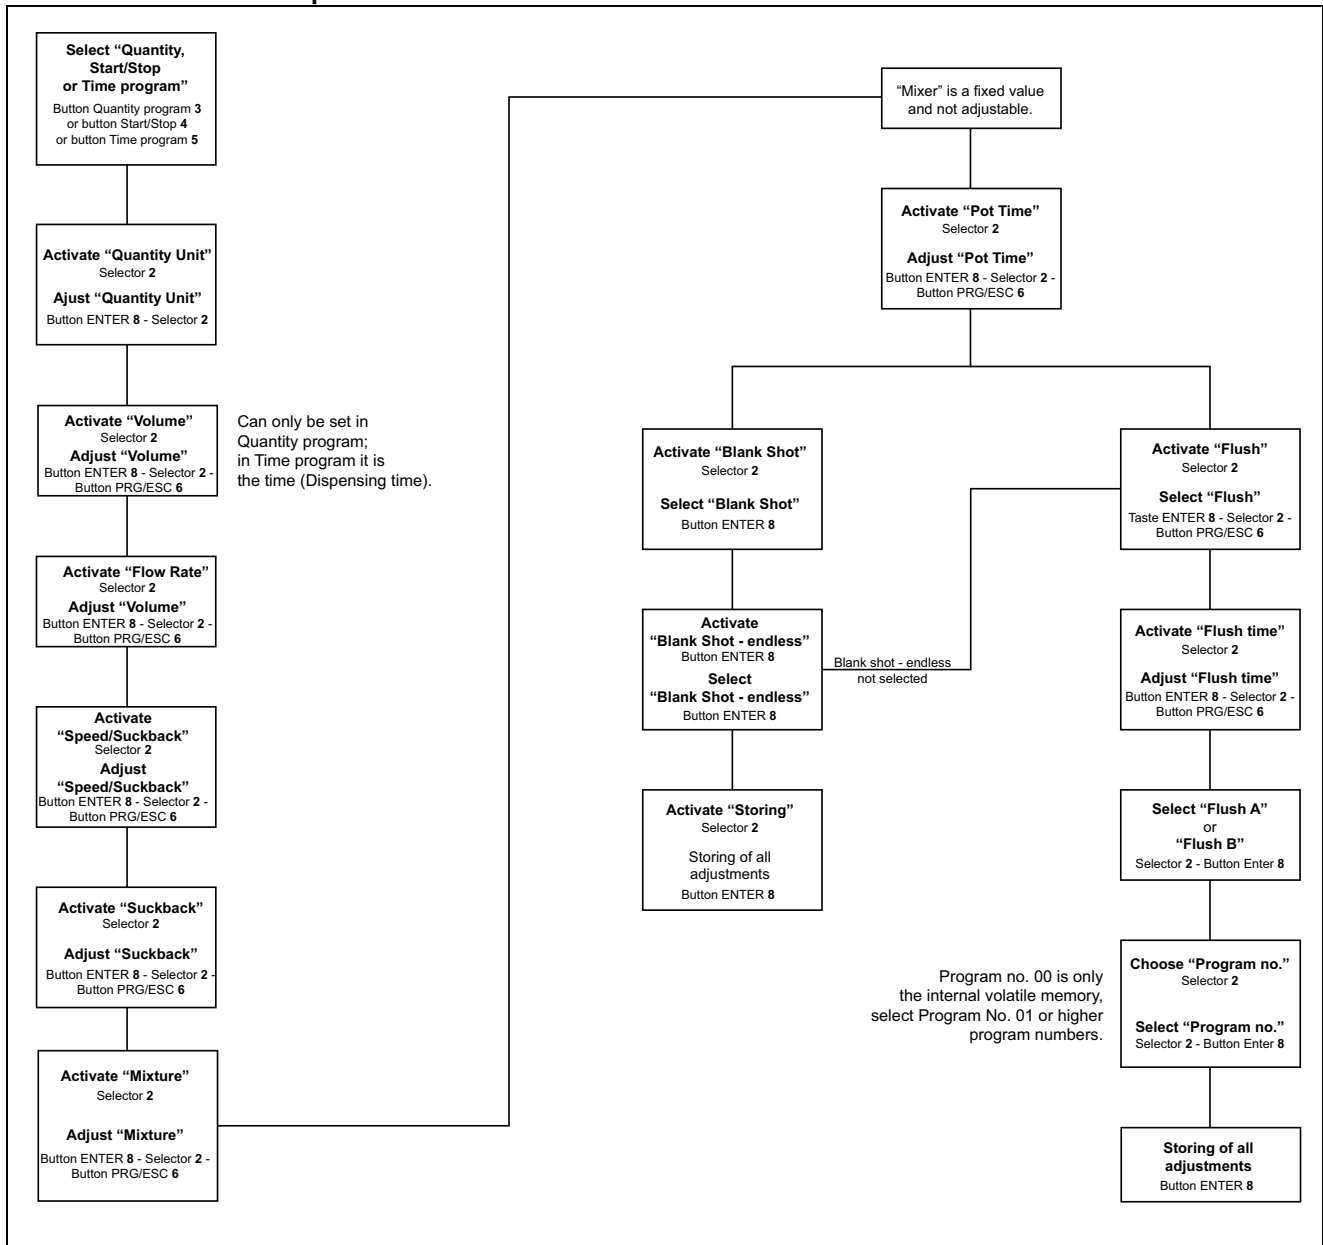 Select “Quantity,
Start/Stop
or Time program”
Button Quantity program 3
or button Start/Stop 4
or button Time program 5
Activate “Quantity Unit”
Selector 2
Ajust “Quantity Unit”
Button ENTER 8 - Selector 2
Activate “Volume”
Selector 2
Adjust “Volume”
Button ENTER 8 - Selector 2 -
Button PRG/ESC 6
Can only be set in
Quantity program;
in Time program it is
the time (Dispensing time).
Activate “Flow Rate”
Selector 2
Adjust “Volume”
Button ENTER 8 - Selector 2 -
Button PRG/ESC 6
Activate
“Speed/Suckback”
Selector 2
Adjust
“Speed/Suckback”
Button ENTER 8 - Selector 2 -
Button PRG/ESC 6
Activate “Suckback”
Selector 2
Adjust “Suckback”
Button ENTER 8 - Selector 2 -
Button PRG/ESC 6
Activate “Mixture”
Selector 2
Adjust “Mixture”
Button ENTER 8 - Selector 2 -
Button PRG/ESC 6
“Mixer” is a fixed value
and not adjustable.
Activate “Pot Time”
Selector 2
Adjust “Pot Time”
Button ENTER 8 - Selector 2 -
Button PRG/ESC 6
Activate “Blank Shot”
Selector 2
Select “Blank Shot”
Button ENTER 8
Activate
“Blank Shot - endless”
Button ENTER 8
Select
“Blank Shot - endless”
Button ENTER 8
Blank shot - endless
not selected
Activate “Storing”
Selector 2
Storing of all
adjustments
Button ENTER 8
Activate “Flush”
Selector 2
Select “Flush”
Taste ENTER 8 - Selector 2 -
Button PRG/ESC 6
Activate “Flush time”
Selector 2
Adjust “Flush time”
Button ENTER 8 - Selector 2 -
Button PRG/ESC 6
Select “Flush A”
or
“Flush B”
Selector 2 - Button Enter 8
Program no. 00 is only
the internal volatile memory,
select Program No. 01 or higher
program numbers.
Choose “Program no.”
Selector 2
Select “Program no.”
Selector 2 - Button Enter 8
Storing of all
adjustments
Button ENTER 8